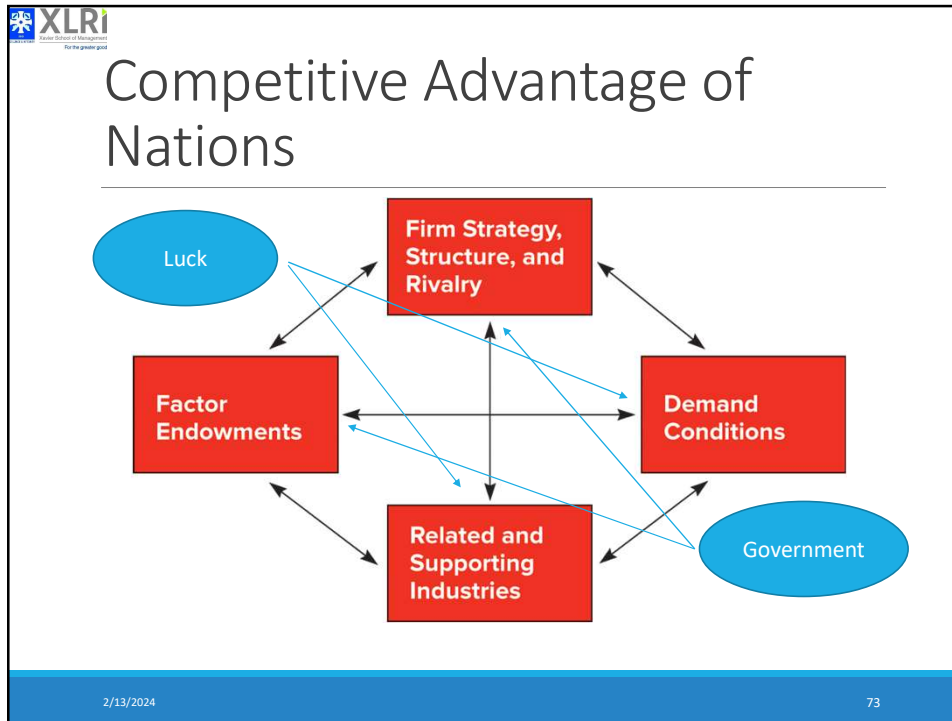 XLRi
Xavier School of Management
For the greater good
Competitive Advantage of
Nations
Luck
Firm Strategy,
Structure, and
Rivalry
Factor
Endowments
Demand
Conditions
Related and
Supporting
Industries
Government
2/13/2024
73